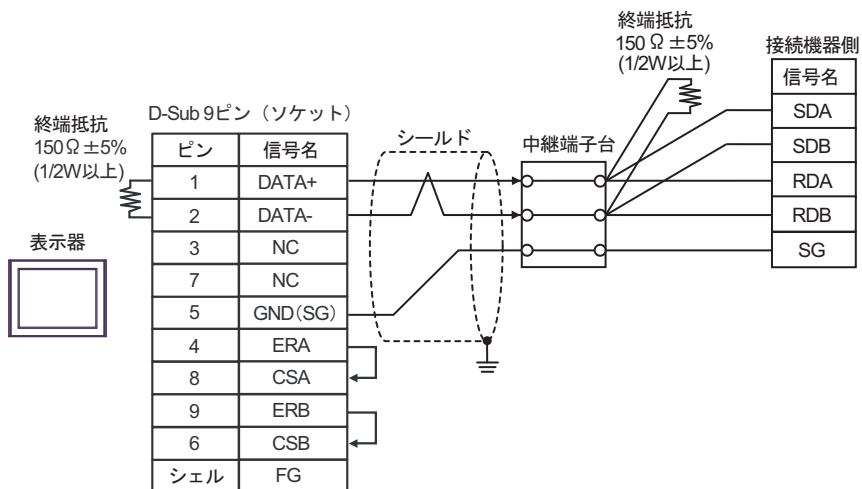 終端抵抗
150 Ω ±5%
(1/2W以上)
接続機器側
信号名
SDA
SDB
RDA
RDB
SG
D-Sub 9ピン（ソケット）
シールド
中継端子台
終端抵抗
150Ω ±5%
(1/2W以上)
表示器
ピン 信号名
1 DATA+
2 DATA-
3 NC
7 NC
5 GND(SG)
4 ERA
8 CSA
9 ERB
6 CSB
シェル FG